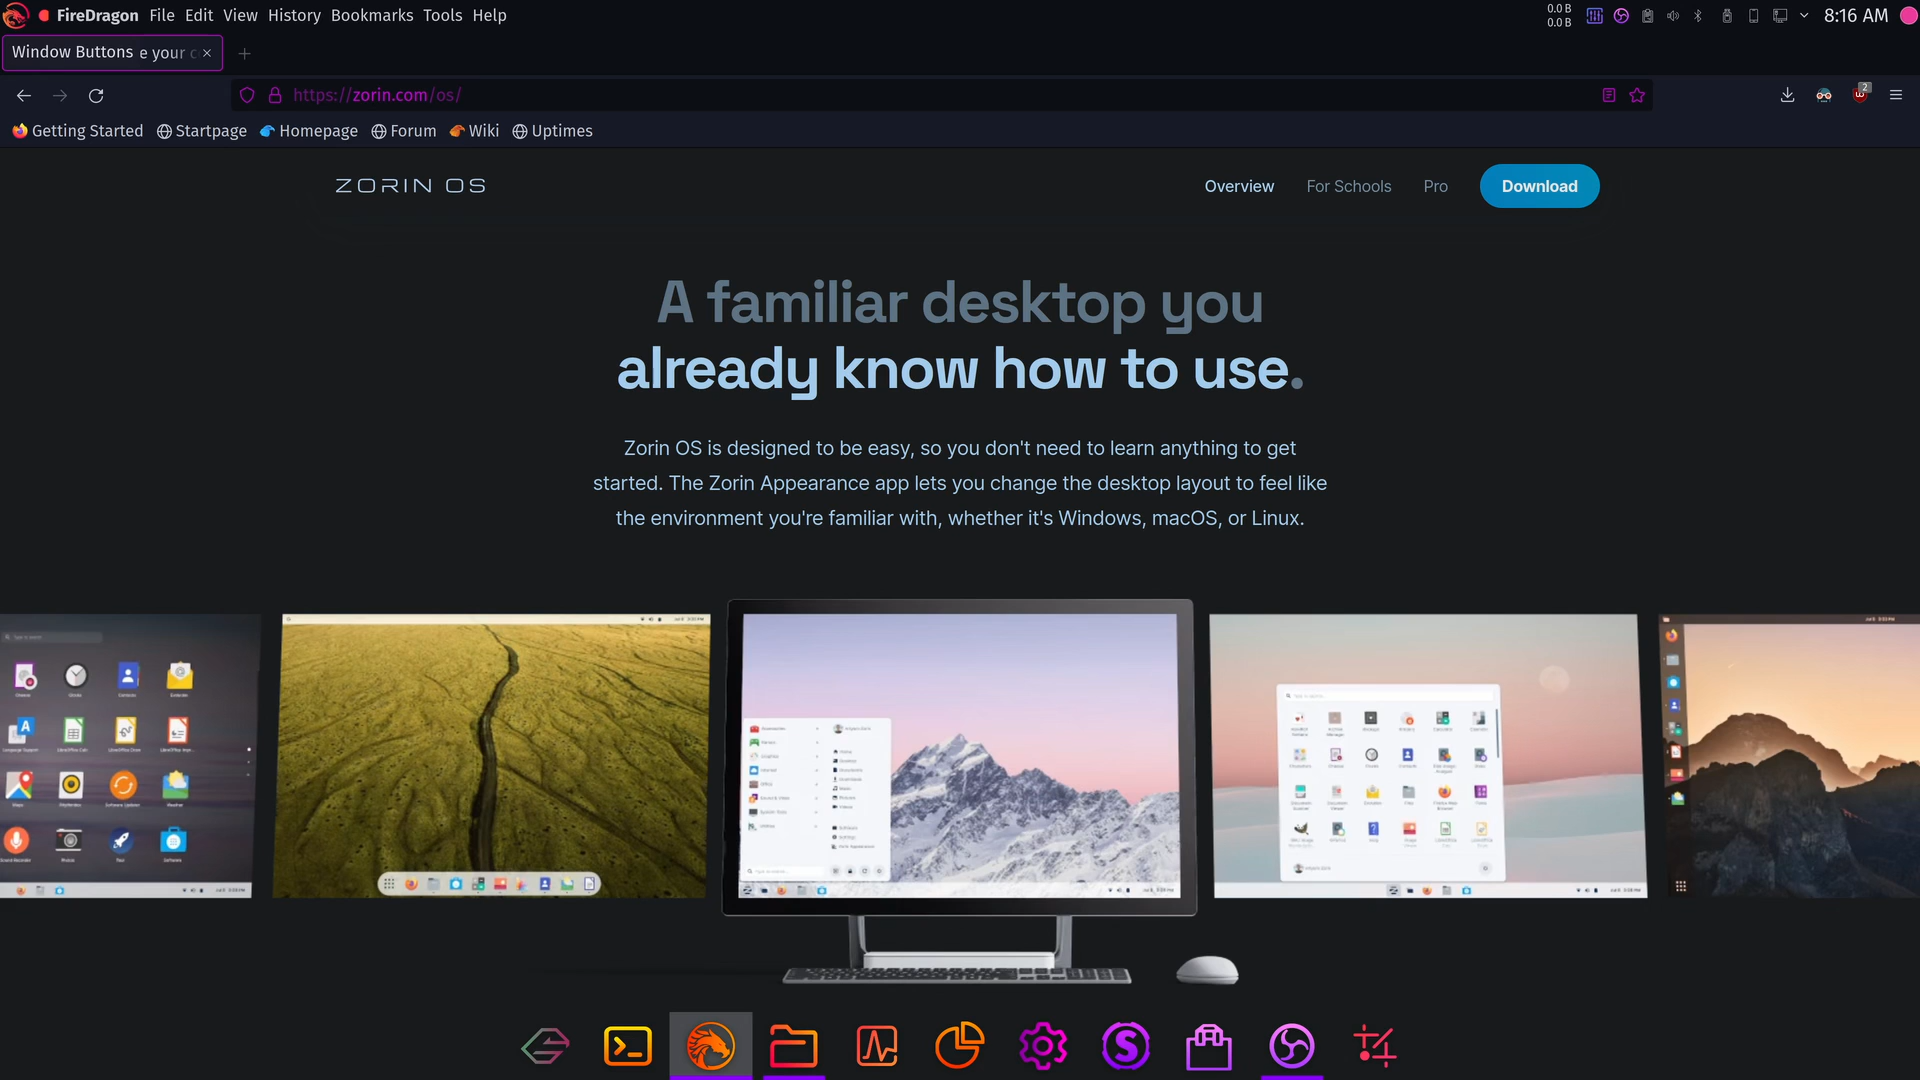 FireDragon File Edit View History Bookmarks Tools Help
0.0 B
0.0 B
8:16 AM
Window Buttons e your c
https://zorin.com/os/
2
Getting Started Startpage Homepage Forum Wiki Uptimes
ZORIN OS
Overview For Schools Pro Download
A familiar desktop you
already know how to use.
Zorin OS is designed to be easy, so you don't need to learn anything to get
started. The Zorin Appearance app lets you change the desktop layout to feel like
the environment you're familiar with, whether it's Windows, macOS, or Linux.